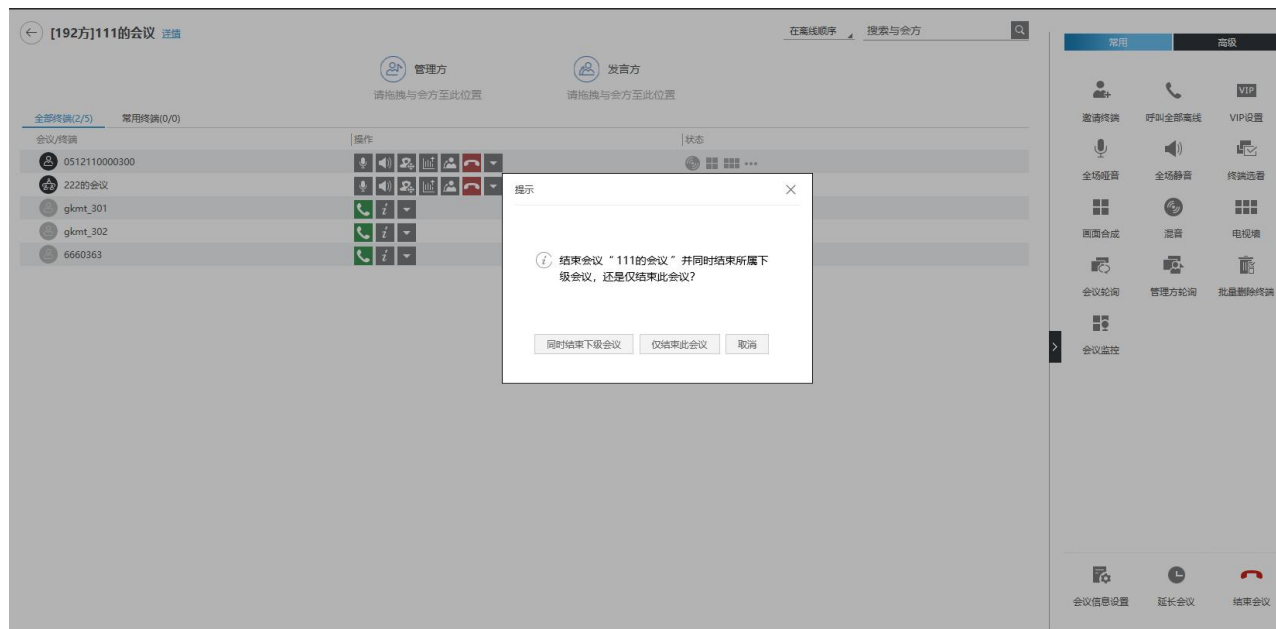 [192方]111的会议 详情
在离线顺序 搜索与会方
常用 高级
管理方 发言方
请拖拽与会方至此位置 请拖拽与会方至此位置
邀请终端 呼叫全部离线 VIP设置
VIP
全部终端(2/5) 常用终端(0/0)
会议/终端 操作 状态
0512110000300
222的会议
gkmt_301
gkmt_302
6660363
提示
结束会议“111的会议”并同时结束所属下
级会议，还是仅结束此会议？
同时结束下级会议 仅结束此会议 取消
全场哑音 全场静音 终端选看
画面合成 混音 电视墙
会议轮询 管理方轮询 批量删除终端
会议监控
会议信息设置 延长会议 结束会议